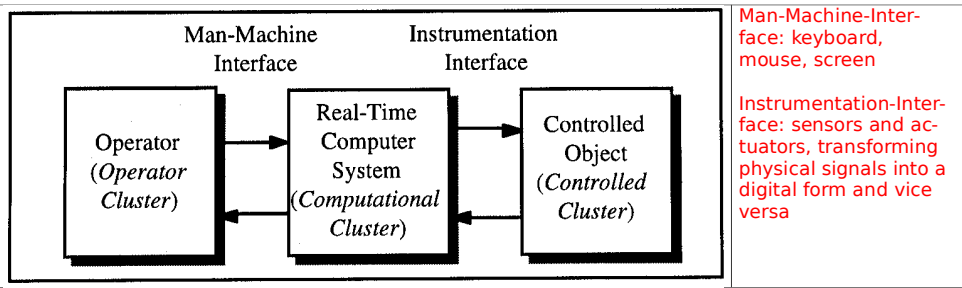 Man-Machine
Interface
Instrumentation
Interface
Operator
(Operator
Cluster)
Real-Time
Computer
System
(Computational
Cluster)
Controlled
Object
(Controlled
Cluster)
Man-Machine-Inter-
face: keyboard,
mouse, screen
Instrumentation-Inter-
face: sensors and ac-
tuators, transforming
physical signals into a
digital form and vice
versa